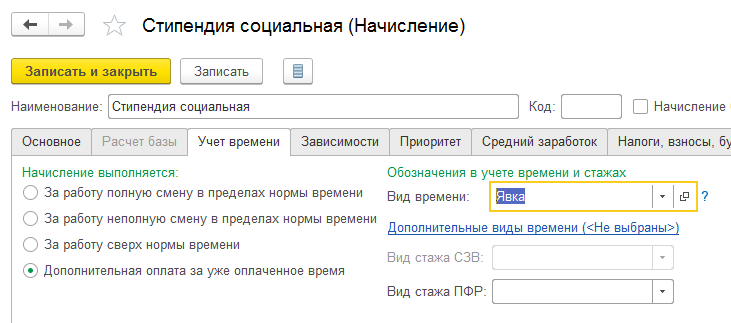 Стипендия социальная (Начисление)
Записать и закрыть Записать
Наименование: Стипендия социальная Код: Начисление
Основное Расчет базы Учет времени Зависимости Приоритет Средний заработок Налоги, взносы, бу
Начисление выполняется: Обозначения в учете времени и стажах
За работу полную смену в пределах нормы времени
Вид времени: Явка ?
За работу неполную смену в пределах нормы времени
Дополнительные виды времени (<Не выбраны>)
За работу сверх нормы времени
Вид стажа СЗВ:
Дополнительная оплата за уже оплаченное время
Вид стажа ПФР: